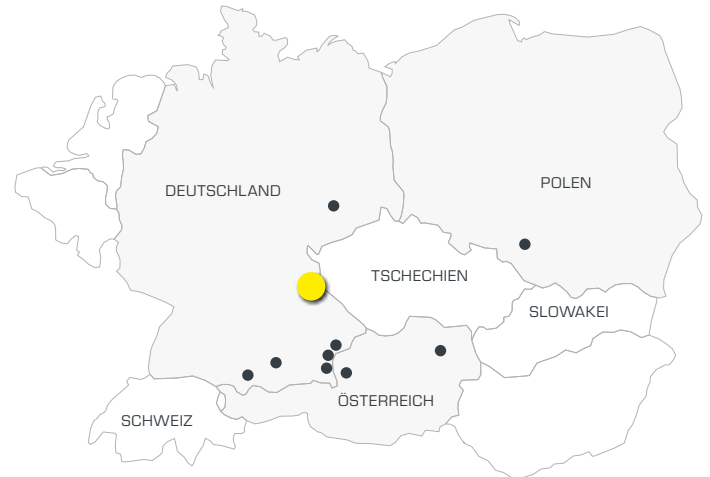 POLEN
DEUTSCHLAND
TSCHECHIEN
SLOWAKEI
ÖSTERREICH
SCHWEIZ